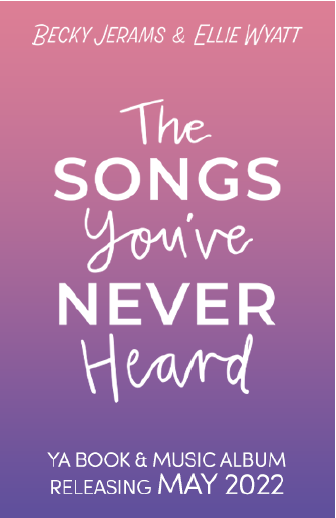 BECKY JERAMS & ELLIE WYATT
The
SONGS
You've
NEVER
Heard
YA BOOK & MUSIC ALBUM
RELEASING MAY 2022